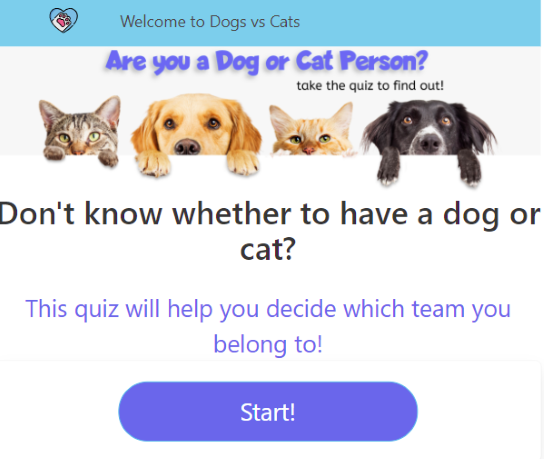 Welcome to Dogs vs Cats
Are you a Dog or Cat Person?
take the quiz to find out!
Don't know whether to have a dog or
cat?
This quiz will help you decide which team you
belong to!
Start!